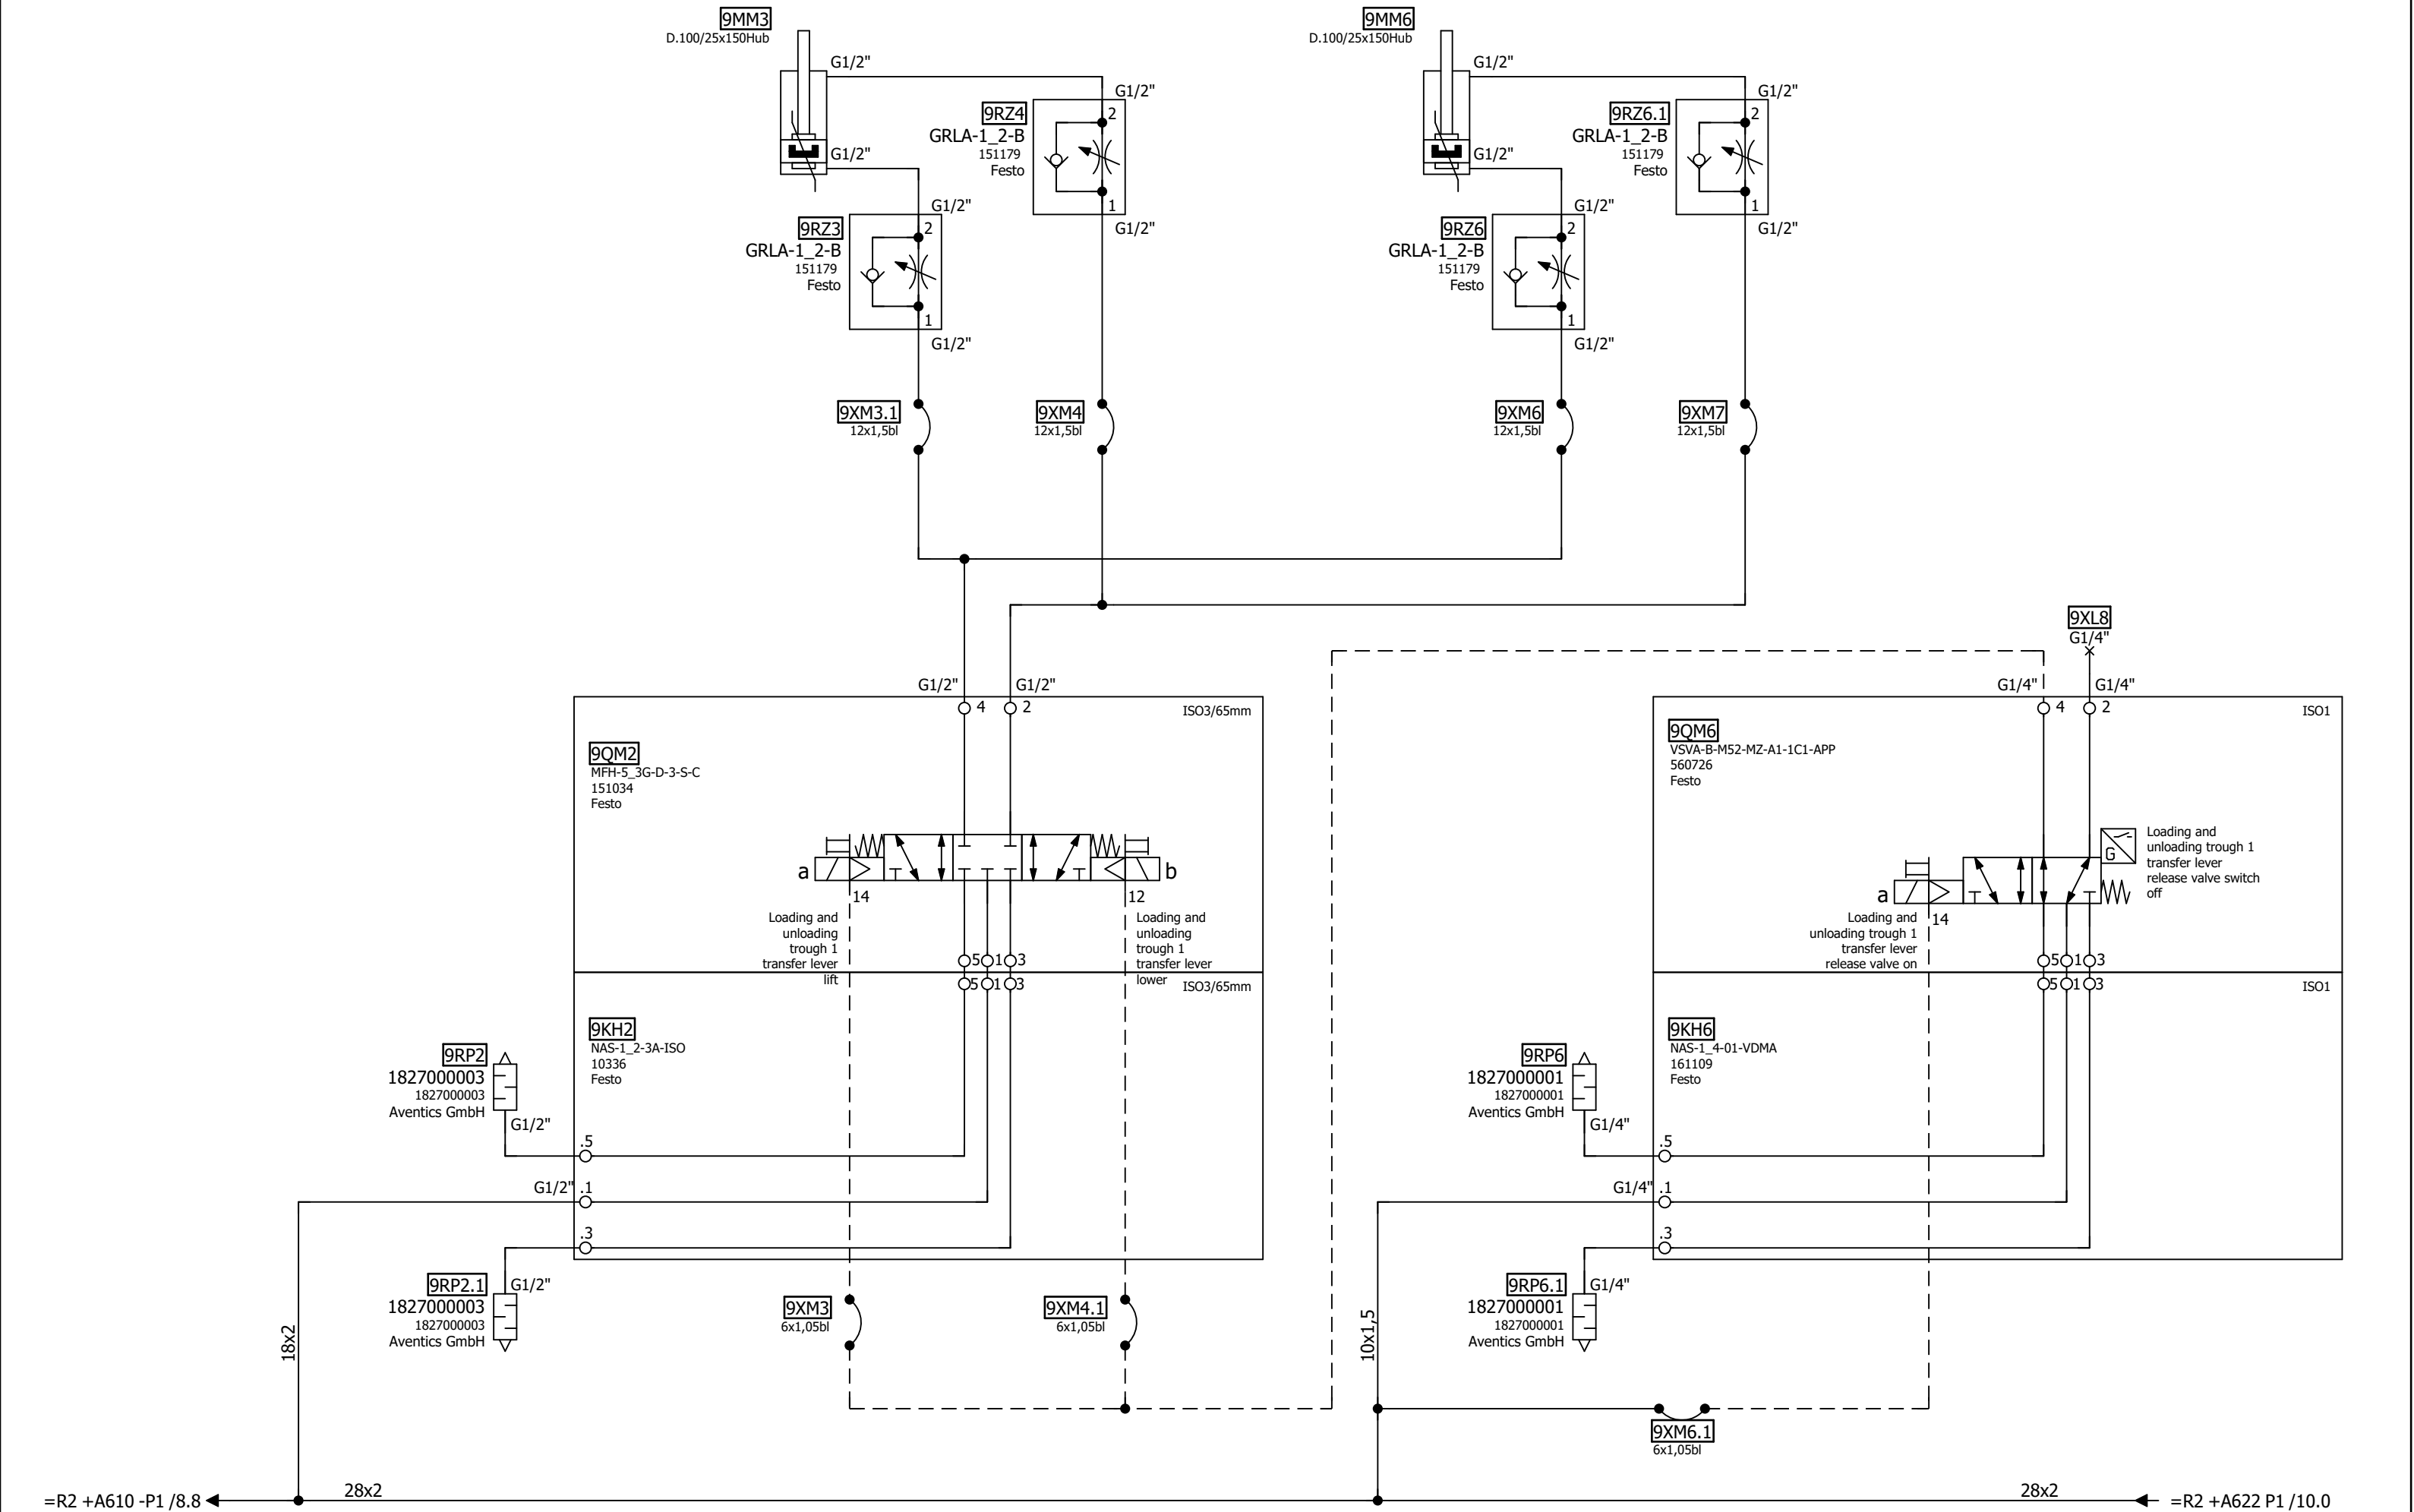 9MM3
D.100/25x150Hub
G1/2"
G1/2"
9RZ4
GRLA-1_2-B
151179
Festo
G1/2"
2
1
G1/2"
9RZ3
GRLA-1_2-B
151179
Festo
G1/2"
2
1
G1/2"
9XM3.1
12x1,5bl
9XM4
12x1,5bl
9MM6
D.100/25x150Hub
G1/2"
G1/2"
9RZ6.1
GRLA-1_2-B
151179
Festo
G1/2"
2
1
G1/2"
9RZ6
GRLA-1_2-B
151179
Festo
G1/2"
2
1
G1/2"
9XM6
12x1,5bl
9XM7
12x1,5bl
G1/2"
G1/2"
4
2
ISO3/65mm
9QM2
MFH-5_3G-D-3-S-C
151034
Festo
a
b
14
12
Loading and
unloading
trough 1
transfer lever
lift
Loading and
unloading
trough 1
transfer lever
lower
5 1 3
5 1 3
ISO3/65mm
9KH2
NAS-1_2-3A-ISO
10336
Festo
9RP2
1827000003
1827000003
Aventics GmbH
G1/2"
.5
G1/2"
.1
.3
9RP2.1
1827000003
1827000003
Aventics GmbH
G1/2"
18x2
9XM3
6x1,05bl
9XM4.1
6x1,05bl
9XL8
G1/4"
G1/4"
G1/4"
4
2
ISO1
9QM6
VSVA-B-M52-MZ-A1-1C1-APP
560726
Festo
G
Loading and
unloading trough 1
transfer lever
release valve switch
off
a
14
Loading and
unloading trough 1
transfer lever
release valve on
5 1 3
5 1 3
ISO1
9KH6
NAS-1_4-01-VDMA
161109
Festo
9RP6
1827000001
1827000001
Aventics GmbH
G1/4"
.5
G1/4"
.1
.3
9RP6.1
1827000001
1827000001
Aventics GmbH
G1/4"
10x1,5
9XM6.1
6x1,05bl
=R2 +A610 -P1 /8.8
28x2
28x2
=R2 +A622 P1 /10.0